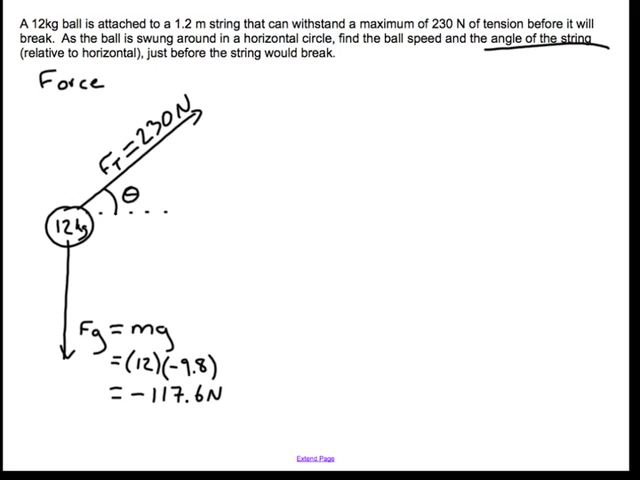 A 12kg ball is attached to a 1.2 m string that can withstand a maximum of 230 N of tension before it will
break. As the ball is swung around in a horizontal circle, find the ball speed and the angle of the string
(relative to horizontal), just before the string would break.
Force
FT = 230N
θ
12kg
Fg = mg
= (12)(-9.8)
= -117.6N
Extend Page